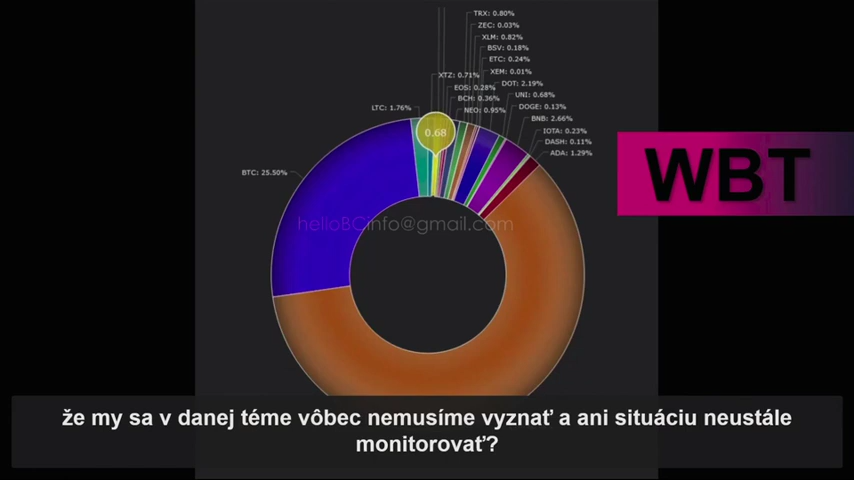 TRX: 0.80%
ZEC: 0.03%
XLM: 0.82%
BSV: 0.18%
ETC: 0.24%
XEM: 0.01%
XTZ: 0.71%
DOT: 2.19%
EOS: 0.28%
UNI: 0.68%
BCH: 0.36%
DOGE: 0.13%
LTC: 1.76%
NEO: 0.95%
BNB: 2.66%
0.68
IOTA: 0.23%
DASH: 0.11%
ADA: 1.29%
BTC: 25.50%
WBT
helloBCinfo@gmail.com
že my sa v danej téme vôbec nemusíme vyznať a ani situáciu neustále
monitorovať?